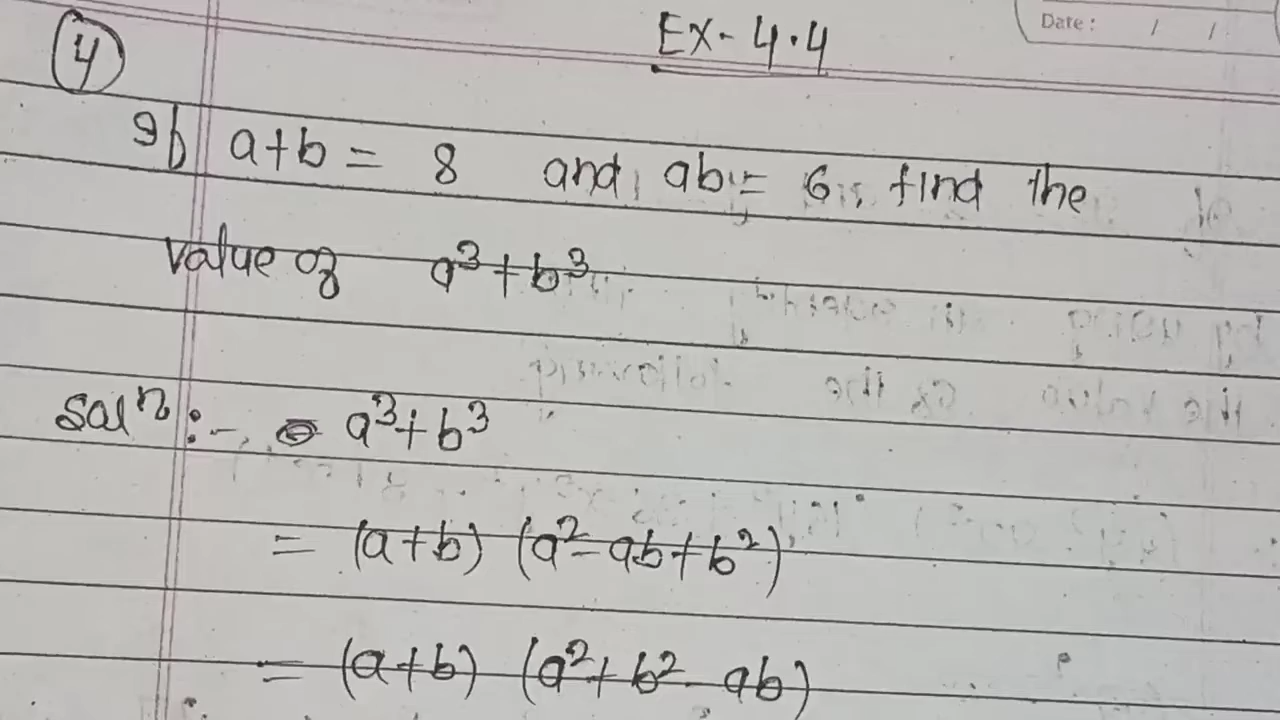 Date : / /
Ex- 4.4
④
If a+b = 8 and ab = 6, find the
value of a³+b³
Solⁿ :- a³+b³
= (a+b) (a²-ab+b²)
= (a+b) (a²+b²-ab)